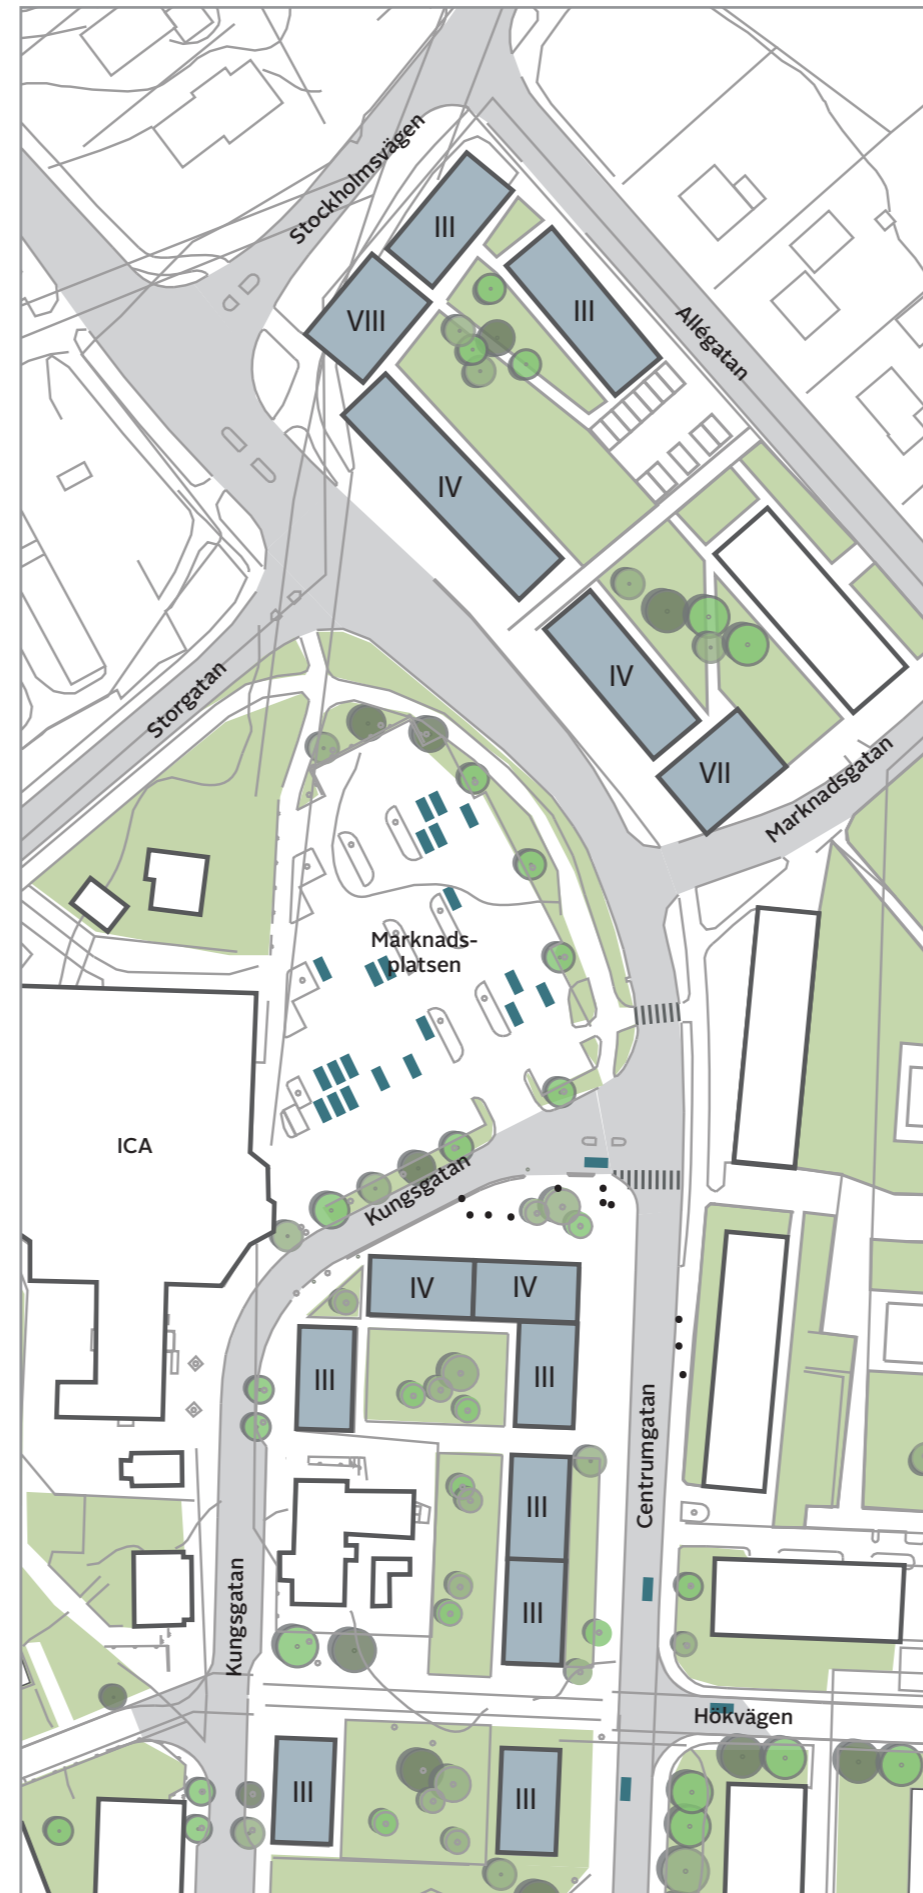 Stockholmsvägen
III
III
VIII
Allégatan
IV
IV
Storgatan
VII
Marknadsgatan
Marknads-
platsen
ICA
Kungsgatan
IV
IV
III
III
Centrumgatan
III
Kungsgatan
III
Hökvägen
III
III